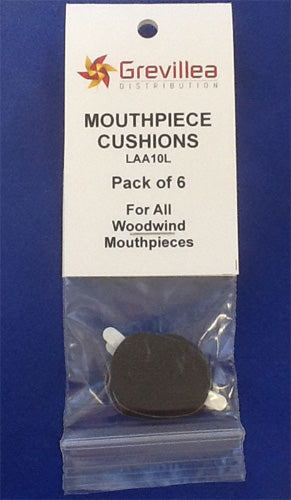 Grevillea
DISTRIBUTION
MOUTHPIECE
CUSHIONS
LAA10L
Pack of 6
For All
Woodwind
Mouthpieces